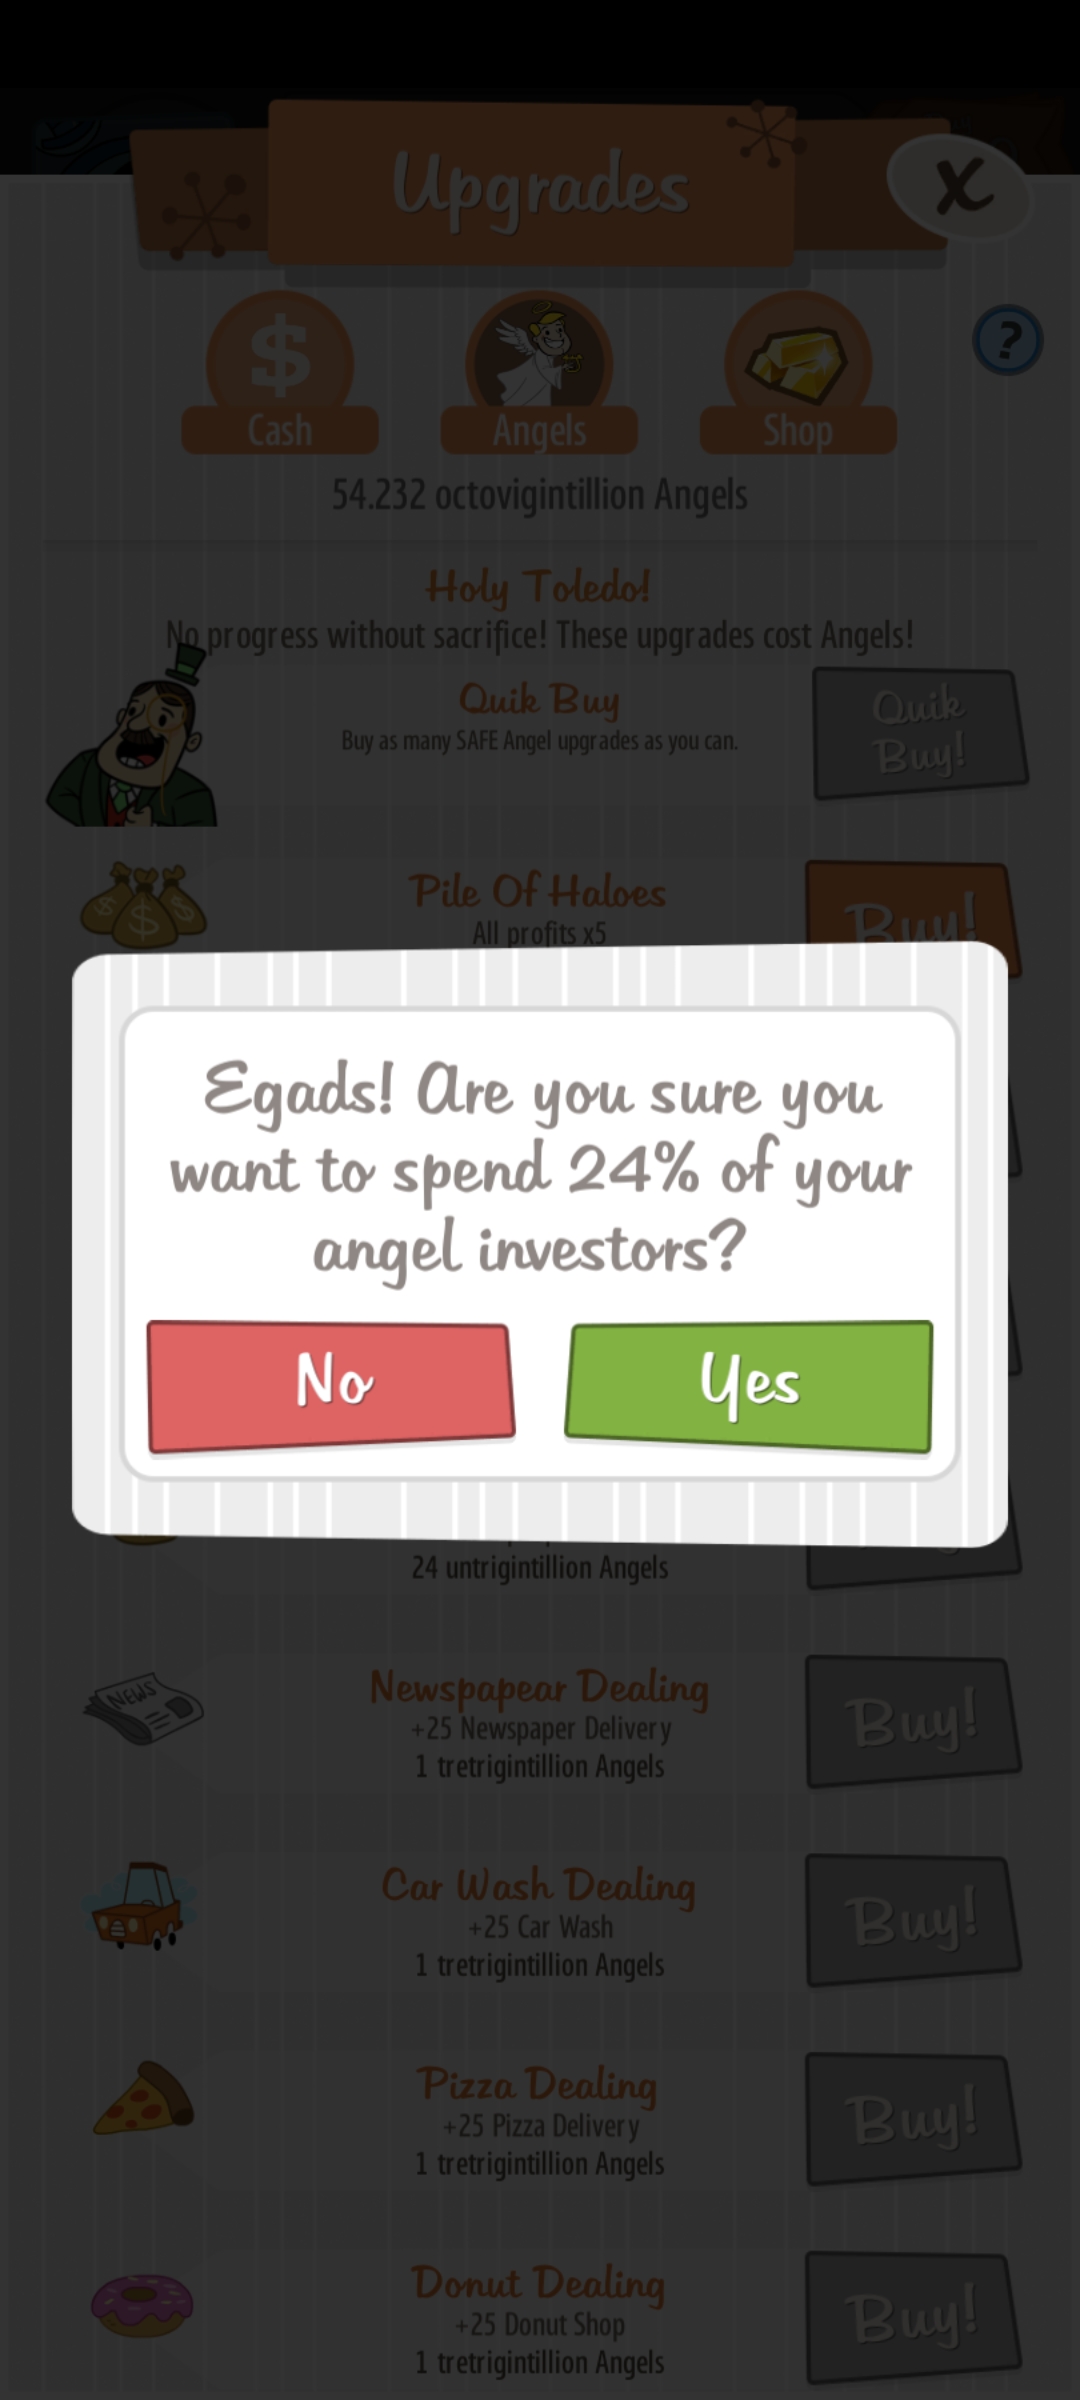 Upgrades
X
?
$
Cash
Angels
Shop
54.232 octovigintillion Angels
Holy Toledo!
No progress without sacrifice! These upgrades cost Angels!
Quik Buy
Buy as many SAFE Angel upgrades as you can.
Quik
Buy!
Pile Of Haloes
All profits x5
Buy!
$ $ $
Egads! Are you sure you
want to spend 24% of your
angel investors?
No
Yes
24 untrigintillion Angels
NEWS
Newspapear Dealing
+25 Newspaper Delivery
1 tretrigintillion Angels
Buy!
Car Wash Dealing
+25 Car Wash
1 tretrigintillion Angels
Buy!
Pizza Dealing
+25 Pizza Delivery
1 tretrigintillion Angels
Buy!
Donut Dealing
+25 Donut Shop
1 tretrigintillion Angels
Buy!